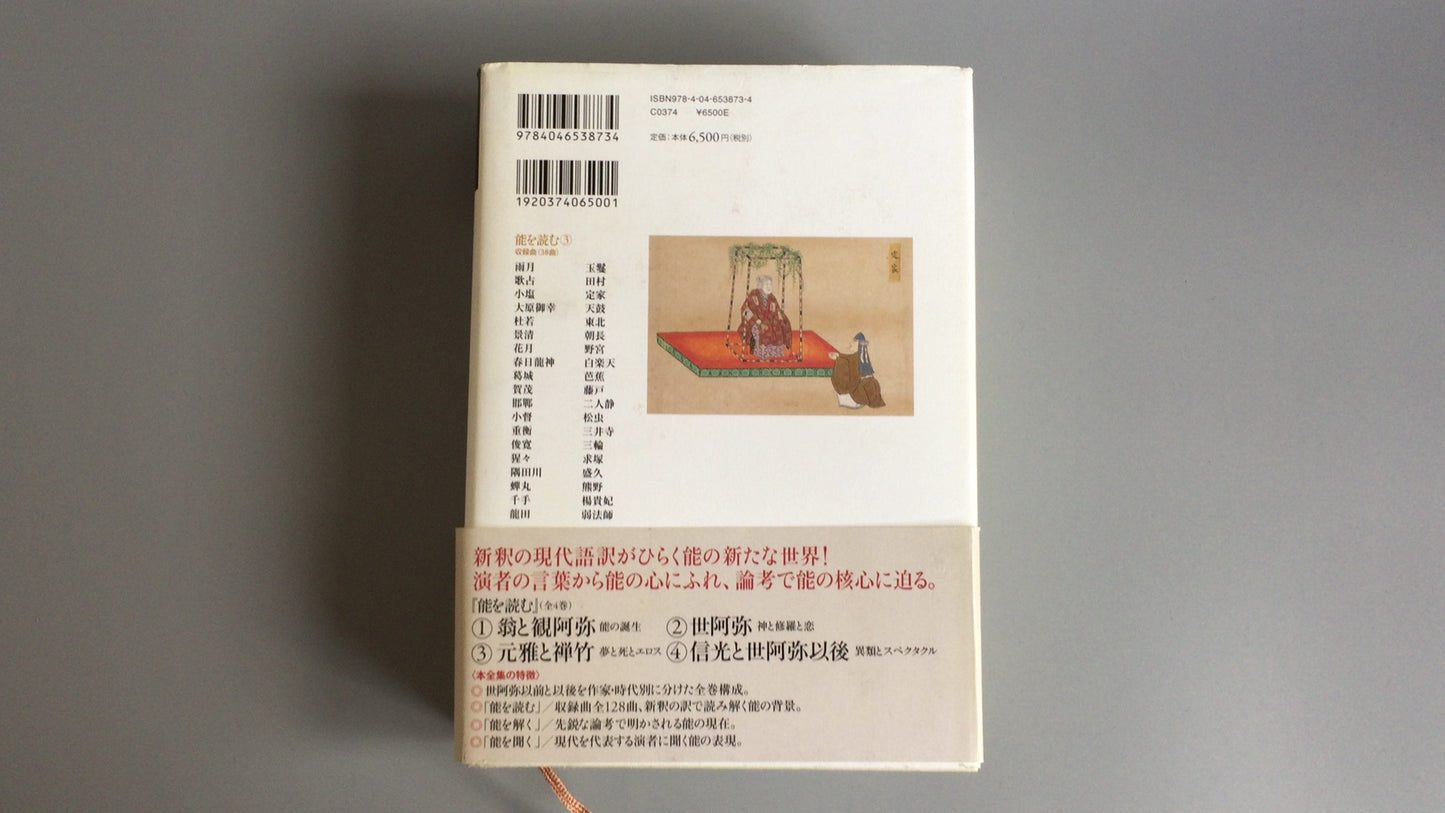 9784046538734
ISBN978-4-04-653873-4
C0374 ¥6500E
定価：本体6,500円（税別）
1920374065001
能を読む③
収録曲（38曲）
雨月
歌占
小塩
大原御幸
杜若
景清
花月
春日龍神
葛城
賀茂
邯鄲
小督
重衡
俊寛
猩々
隅田川
蟬丸
千手
龍田
玉鬘
田村
定家
天鼓
東北
朝長
野宮
白楽天
芭蕉
藤戸
二人静
松虫
三井寺
三輪
求塚
盛久
熊野
楊貴妃
弱法師
定家
新釈の現代語訳がひらく能の新たな世界！
演者の言葉から能の心にふれ、論考で能の核心に迫る。
『能を読む』（全4巻）
①翁と観阿弥 能の誕生 ②世阿弥 神と修羅と恋
③元雅と禅竹 夢と死とエロス ④信光と世阿弥以後 異類とスペクタクル
〈本全集の特徴〉
◎世阿弥以前と以後を作家・時代別に分けた全巻構成。
◎「能を読む」／収録曲全128曲、新釈の訳で読み解く能の背景。
◎「能を解く」／先鋭な論考で明かされる能の現在。
◎「能を聞く」／現代を代表する演者に聞く能の表現。